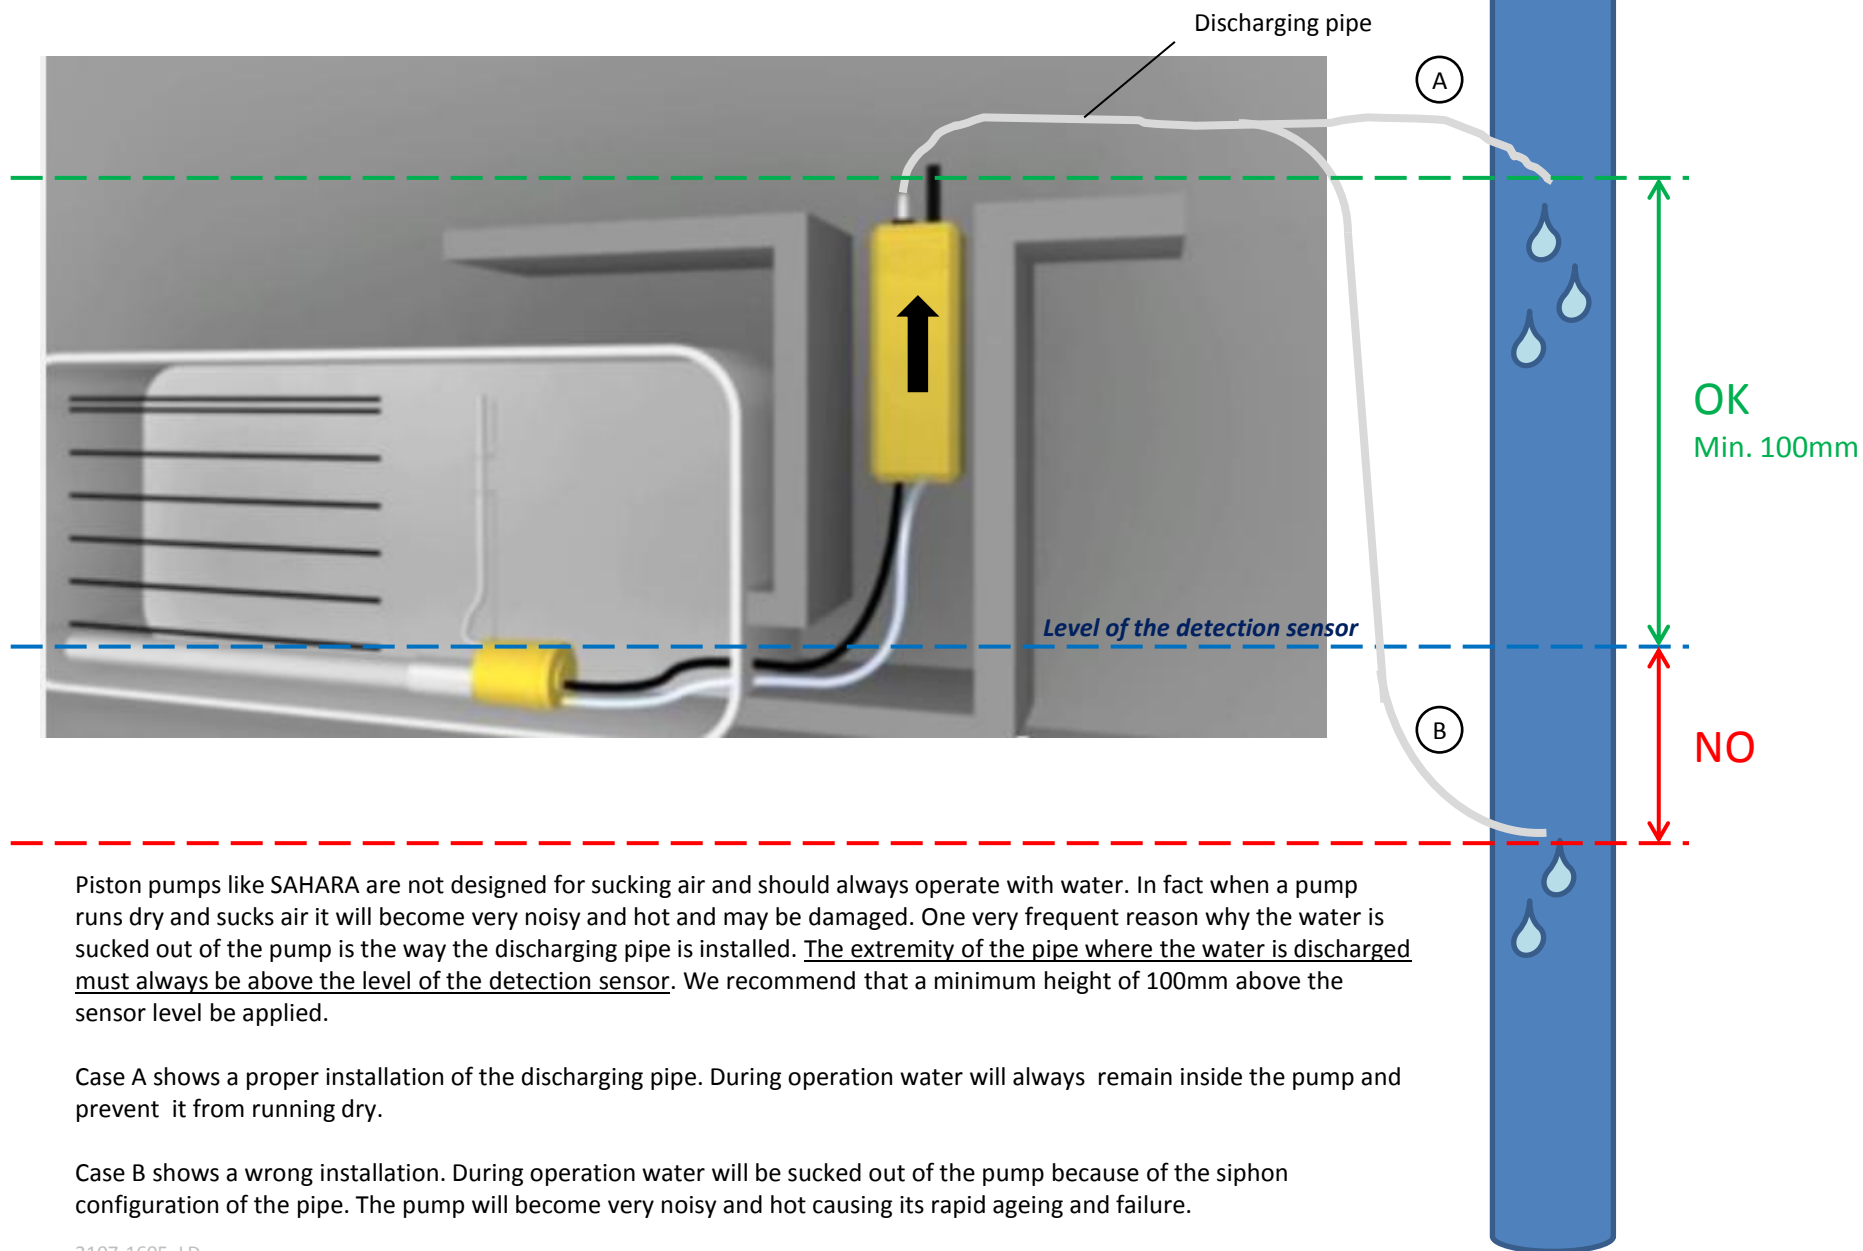 Discharging pipe
A
OK
Min. 100mm
Level of the detection sensor
B
NO
Piston pumps like SAHARA are not designed for sucking air and should always operate with water. In fact when a pump
runs dry and sucks air it will become very noisy and hot and may be damaged. One very frequent reason why the water is
sucked out of the pump is the way the discharging pipe is installed. The extremity of the pipe where the water is discharged
must always be above the level of the detection sensor. We recommend that a minimum height of 100mm above the
sensor level be applied.
Case A shows a proper installation of the discharging pipe. During operation water will always  remain inside the pump and
prevent  it from running dry.
Case B shows a wrong installation. During operation water will be sucked out of the pump because of the siphon
configuration of the pipe. The pump will become very noisy and hot causing its rapid ageing and failure.